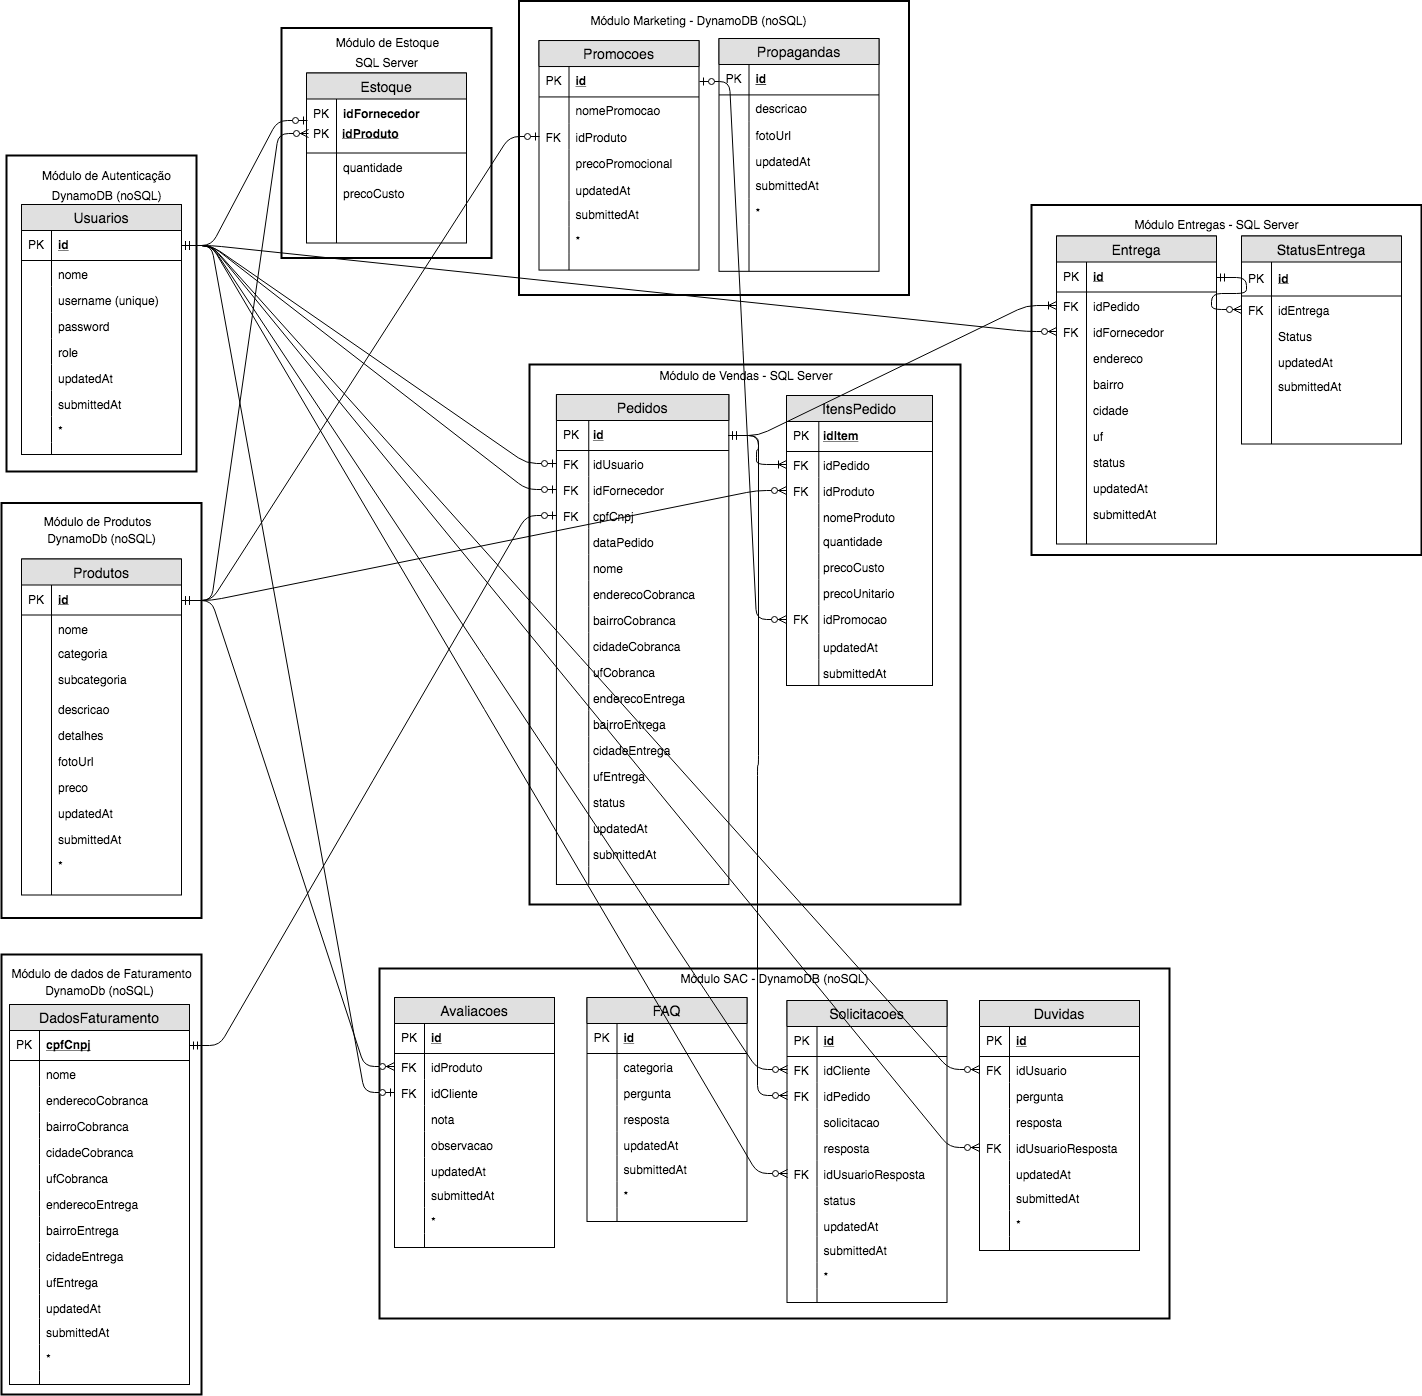 Módulo de Estoque
SQL Server
Estoque
PK idFornecedor
PK idProduto
quantidade
precoCusto
Módulo Marketing - DynamoDB (noSQL)
Promocoes
PK id
nomePromocao
FK idProduto
precoPromocional
updatedAt
submittedAt
*
Propagandas
PK id
descricao
fotoUrl
updatedAt
submittedAt
*
Módulo de Autenticação
DynamoDB (noSQL)
Usuarios
PK id
nome
username (unique)
password
role
updatedAt
submittedAt
*
Módulo Entregas - SQL Server
Entrega
PK id
FK idPedido
FK idFornecedor
endereco
bairro
cidade
uf
status
updatedAt
submittedAt
StatusEntrega
PK id
FK idEntrega
Status
updatedAt
submittedAt
Módulo de Vendas - SQL Server
Pedidos
PK id
FK idUsuario
FK idFornecedor
FK cpfCnpj
dataPedido
nome
enderecoCobranca
bairroCobranca
cidadeCobranca
ufCobranca
enderecoEntrega
bairroEntrega
cidadeEntrega
ufEntrega
status
updatedAt
submittedAt
ItensPedido
PK idItem
FK idPedido
FK idProduto
nomeProduto
quantidade
precoCusto
precoUnitario
FK idPromocao
updatedAt
submittedAt
Módulo de Produtos
DynamoDb (noSQL)
Produtos
PK id
nome
categoria
subcategoria
descricao
detalhes
fotoUrl
preco
updatedAt
submittedAt
*
Módulo de dados de Faturamento
DynamoDb (noSQL)
DadosFaturamento
PK cpfCnpj
nome
enderecoCobranca
bairroCobranca
cidadeCobranca
ufCobranca
enderecoEntrega
bairroEntrega
cidadeEntrega
ufEntrega
updatedAt
submittedAt
*
Módulo SAC - DynamoDB (noSQL)
Avaliacoes
PK id
FK idProduto
FK idCliente
nota
observacao
updatedAt
submittedAt
*
FAQ
PK id
categoria
pergunta
resposta
updatedAt
submittedAt
*
Solicitacoes
PK id
FK idCliente
FK idPedido
solicitacao
resposta
FK idUsuarioResposta
status
updatedAt
submittedAt
*
Duvidas
PK id
FK idUsuario
pergunta
resposta
FK idUsuarioResposta
updatedAt
submittedAt
*